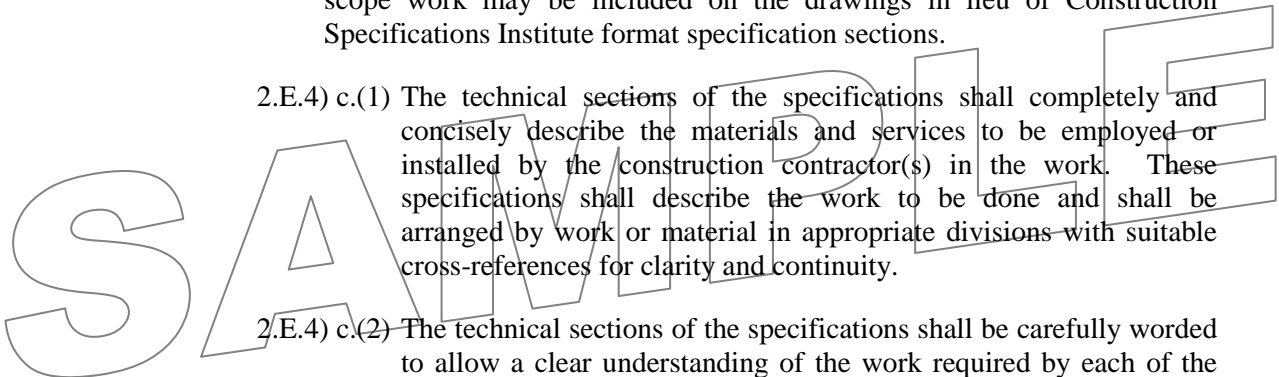 scope work may be included on the drawings in lieu of Construction
Specifications Institute format specification sections.
2.E.4) c.(1) The technical sections of the specifications shall completely and
concisely describe the materials and services to be employed or
installed by the construction contractor(s) in the work. These
specifications shall describe the work to be done and shall be
arranged by work or material in appropriate divisions with suitable
cross-references for clarity and continuity.
2.E.4) c.(2) The technical sections of the specifications shall be carefully worded
to allow a clear understanding of the work required by each of the
SAMPLE